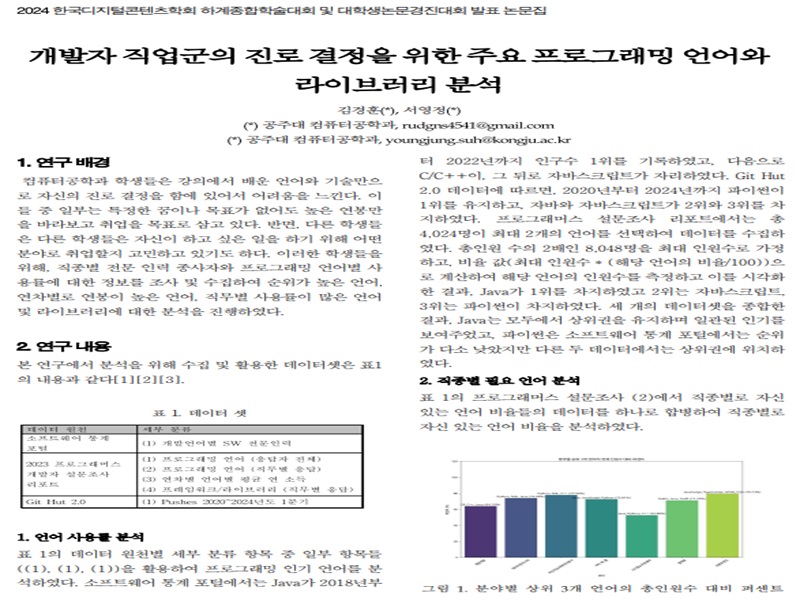 2024 한국디지털콘텐츠학회 하계종합학술대회 및 대학생논문경진대회 발표 논문집
개발자 직업군의 진로 결정을 위한 주요 프로그래밍 언어와
라이브러리 분석
김경훈(*), 서영정(*)
(*) 공주대 컴퓨터공학과, rudgns4541@gmail.com
(*) 공주대 컴퓨터공학과, youngjung.suh@kongju.ac.kr
1. 연구 배경
컴퓨터공학과 학생들은 강의에서 배운 언어와 기술만으
로 자신의 진로 결정을 함에 있어서 어려움을 느낀다. 이
들 중 일부는 특정한 꿈이나 목표가 없어도 높은 연봉만
을 바라보고 취업을 목표로 삼고 있다. 반면, 다른 학생들
은 다른 학생들은 자신이 하고 싶은 일을 하기 위해 어떤
분야로 취업할지 고민하고 있기도 하다. 이러한 학생들을
위해, 직종별 전문 인력 종사자와 프로그래밍 언어별 사
용률에 대한 정보를 조사 및 수집하여 순위가 높은 언어,
연차별로 연봉이 높은 언어, 직무별 사용률이 많은 언어
및 라이브러리에 대한 분석을 진행하였다.
2. 연구 내용
본 연구에서 분석을 위해 수집 및 활용한 데이터셋은 표1
의 내용과 같다[1][2][3].
표 1. 데이터 셋
데이터 원천 세부 분류
소프트웨어 통계
포털
(1) 개발언어별 SW 전문인력
2023 프로그래머스
개발자 설문조사
리포트
(1) 프로그래밍 언어 (응답자 전체)
(2) 프로그래밍 언어 (직무별 응답)
(3) 연차별 언어별 평균 연 소득
(4) 프레임워크/라이브러리 (직무별 응답)
Git Hut 2.0 (1) Pushes 2020~2024년도 1분기
1. 언어 사용률 분석
표 1의 데이터 원천별 세부 분류 항목 중 일부 항목들
((1), (1), (1))을 활용하여 프로그래밍 인기 언어를 분
석하였다. 소프트웨어 통계 포털에서는 Java가 2018년부
터 2022년까지 인구수 1위를 기록하였고, 다음으로
C/C++이, 그 뒤로 자바스크립트가 자리하였다. Git Hut
2.0 데이터에 따르면, 2020년부터 2024년까지 파이썬이
1위를 유지하고, 자바와 자바스크립트가 2위와 3위를 차
지하였다. 프로그래머스 설문조사 리포트에서는 총
4,024명이 최대 2개의 언어를 선택하여 데이터를 수집하
였다. 총인원 수의 2배인 8,048명을 최대 인원수로 가정
하고, 비율 값(최대 인원수 * (해당 언어의 비율/100))으
로 계산하여 해당 언어의 인원수를 측정하고 이를 시각화
한 결과, Java가 1위를 차지하였고 2위는 자바스크립트,
3위는 파이썬이 차지하였다. 세 개의 데이터셋을 종합한
결과, Java는 모두에서 상위권을 유지하며 일관된 인기를
보여주었고, 파이썬은 소프트웨어 통계 포털에서는 순위
가 다소 낮았지만 다른 두 데이터에서는 상위권에 위치하
였다.
2. 직종별 필요 언어 분석
표 1의 프로그래머스 설문조사 (2)에서 직종별로 자신
있는 언어 비율들의 데이터를 하나로 합병하여 직종별로
자신 있는 언어 비율을 분석하였다.
그림 1. 분야별 상위 3개 언어의 총인원수 대비 퍼센트